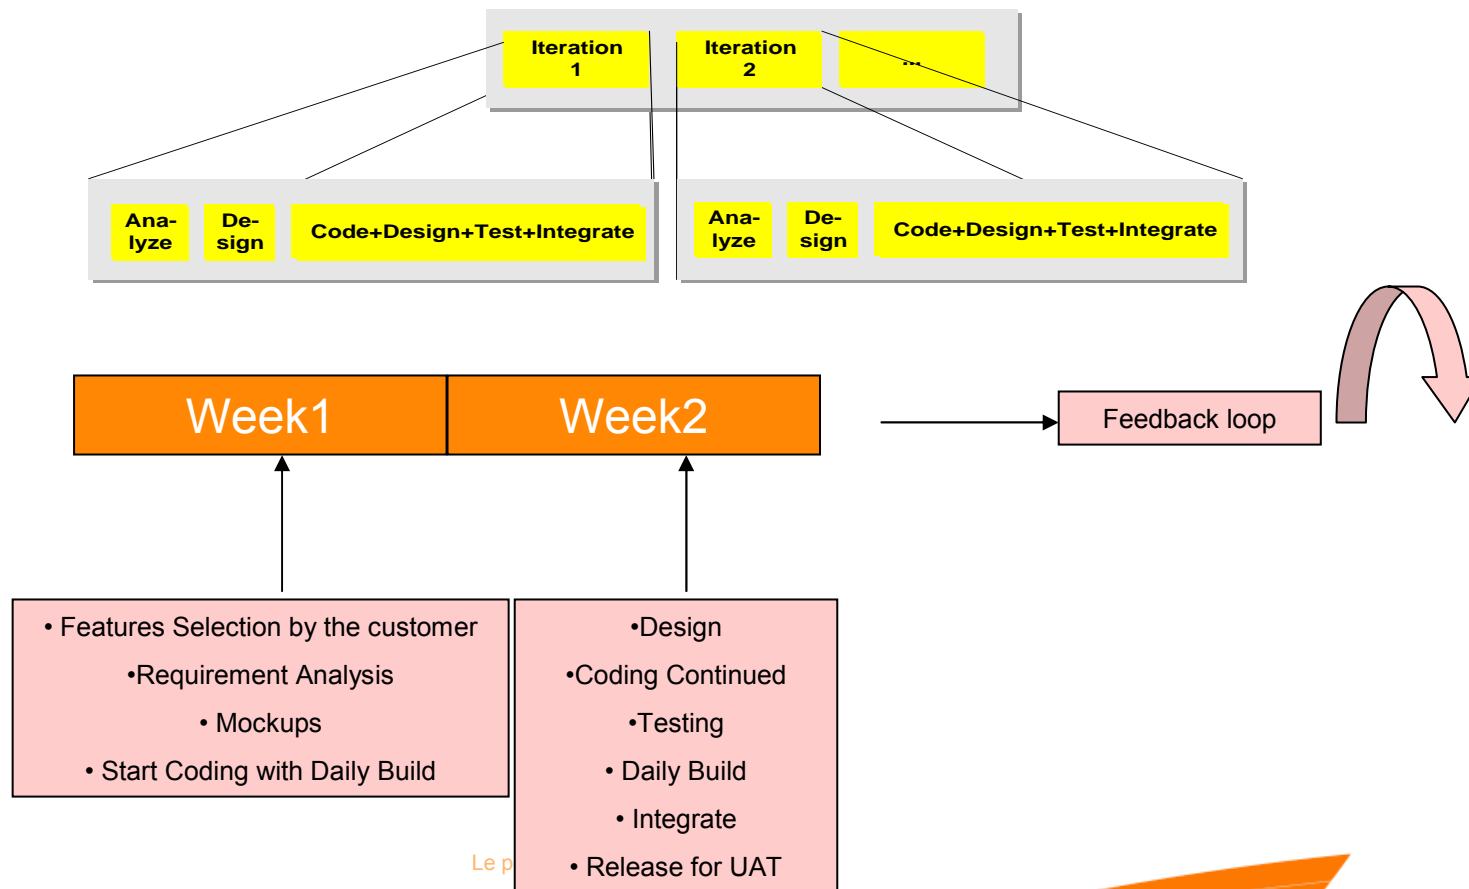 Iteration
1
Iteration
2
...
Ana-
lyze
De-
sign
Code+Design+Test+Integrate
Ana-
lyze
De-
sign
Code+Design+Test+Integrate
Week1
Week2
Feedback loop
• Features Selection by the customer
•Requirement Analysis
• Mockups
• Start Coding with Daily Build
•Design
•Coding Continued
•Testing
• Daily Build
• Integrate
• Release for UAT
Le